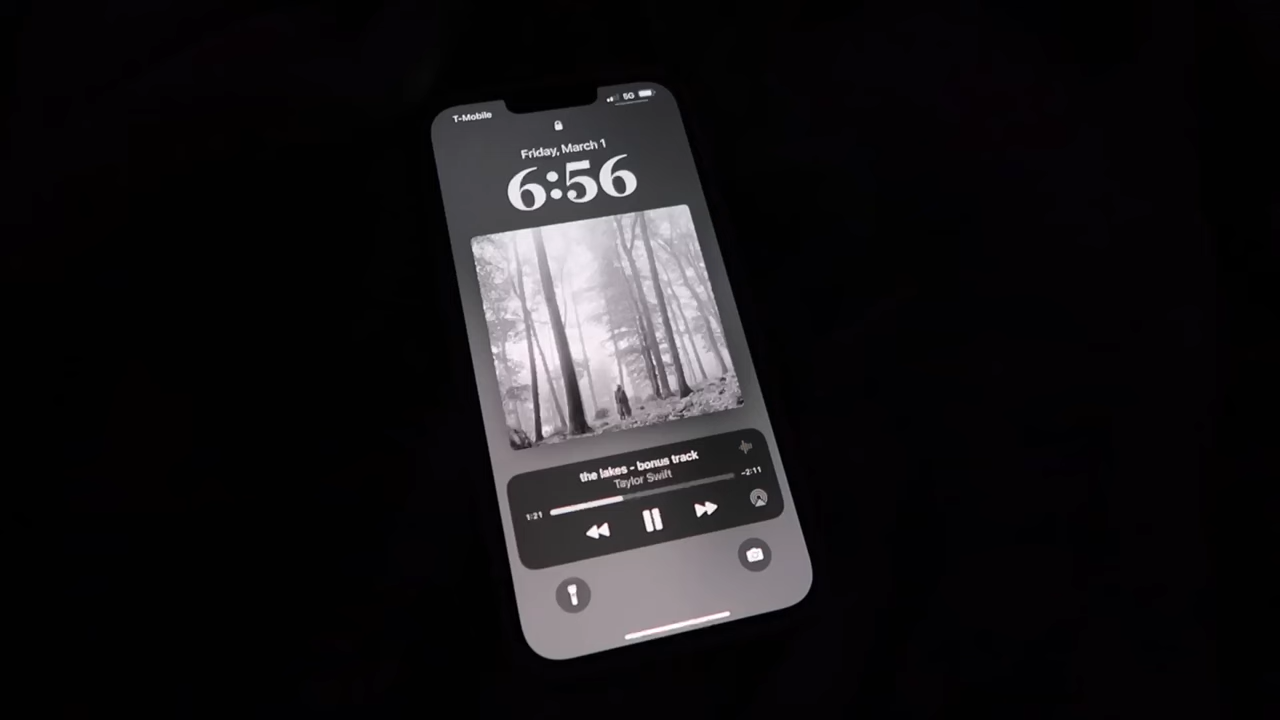 T-Mobile
5G
Friday, March 1
6:56
the lakes - bonus track
Taylor Swift
1:21
-2:11